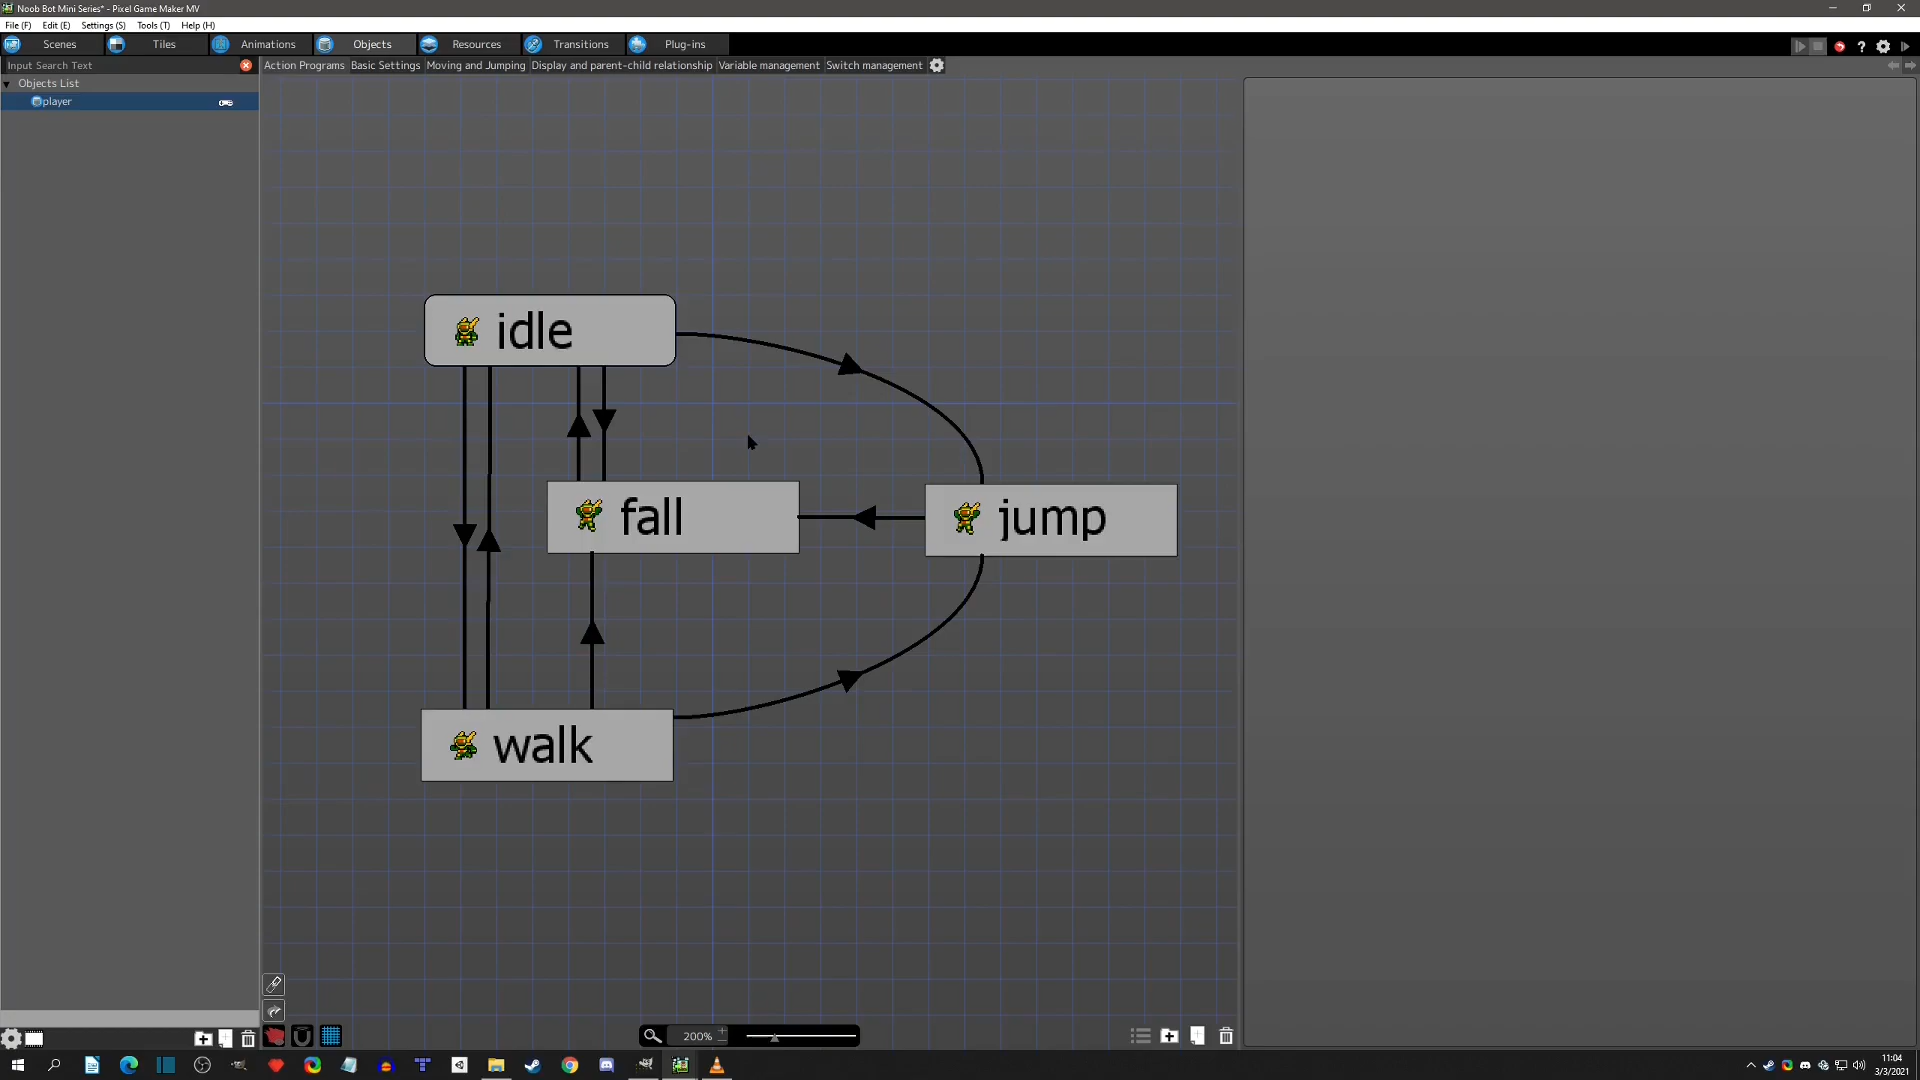 Noob Bot Mini Series* - Pixel Game Maker MV
File (F) Edit (E) Settings (S) Tools (T) Help (H)
Scenes Tiles Animations Objects Resources Transitions Plug-ins
Input Search Text
Action Programs Basic Settings Moving and Jumping Display and parent-child relationship Variable management Switch management
Objects List
player
idle
fall
jump
walk
200%
11:04
3/3/2021